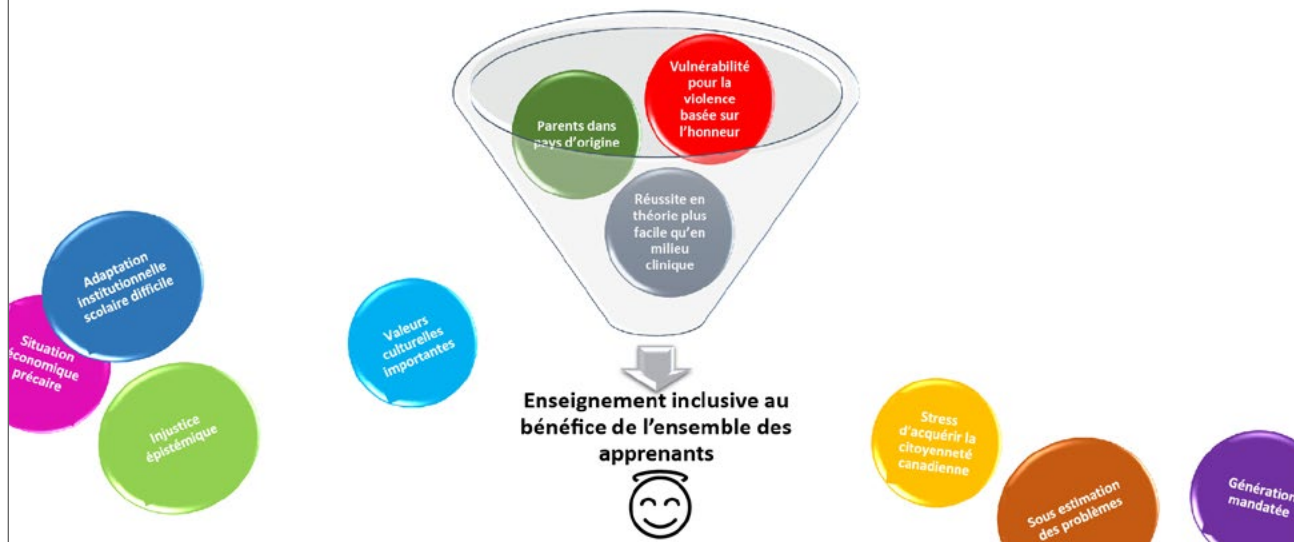 Vulnérabilité
pour la
violence
basée sur
l'honneur
Parents dans
pays d'origine
Réussite en
théorie plus
facile qu'en
milieu
clinique
Adaptation
institutionnelle
scolaire difficile
Situation
économique
précaire
Injustice
épistémique
Valeurs
culturelles
importantes
Enseignement inclusive au
bénéfice de l'ensemble des
apprenants
Stress
d'acquérir la
citoyenneté
canadienne
Sous estimation
des problèmes
Génération
mandatée